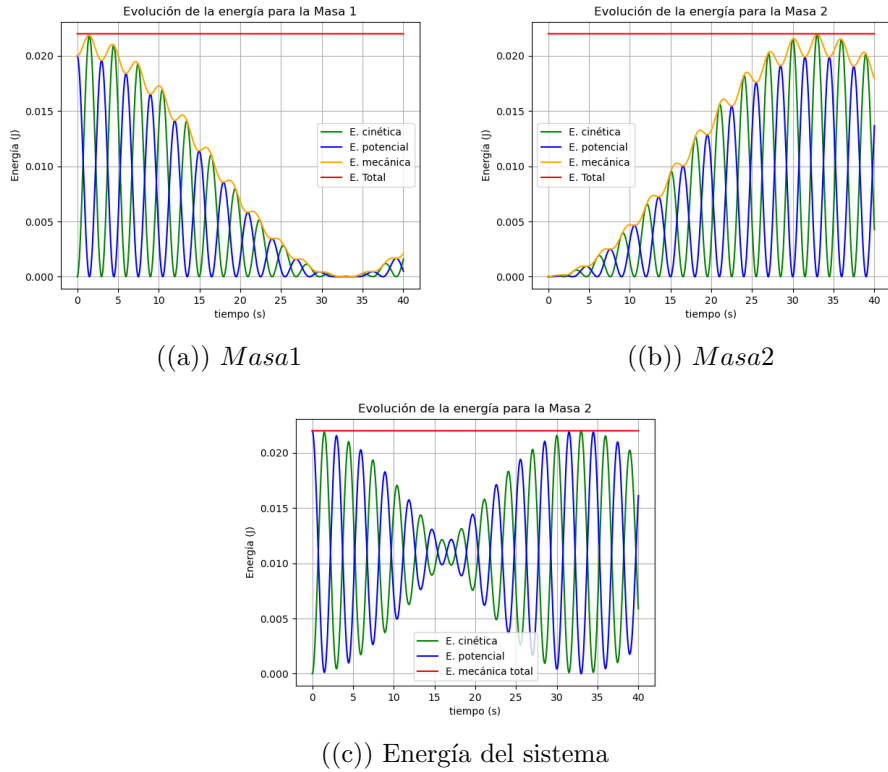 Evolución de la energía para la Masa 1
Energía (J)
0.020
0.015
0.010
0.005
0.000
E. cinética
E. potencial
E. mecánica
E. Total
0 5 10 15 20 25 30 35 40
tiempo (s)
((a)) Masa1
Evolución de la energía para la Masa 2
Energía (J)
0.020
0.015
0.010
0.005
0.000
E. cinética
E. potencial
E. mecánica
E. Total
0 5 10 15 20 25 30 35 40
tiempo (s)
((b)) Masa2
Evolución de la energía para la Masa 2
Energía (J)
0.020
0.015
0.010
0.005
0.000
E. cinética
E. potencial
E. mecánica total
0 5 10 15 20 25 30 35 40
tiempo (s)
((c)) Energía del sistema